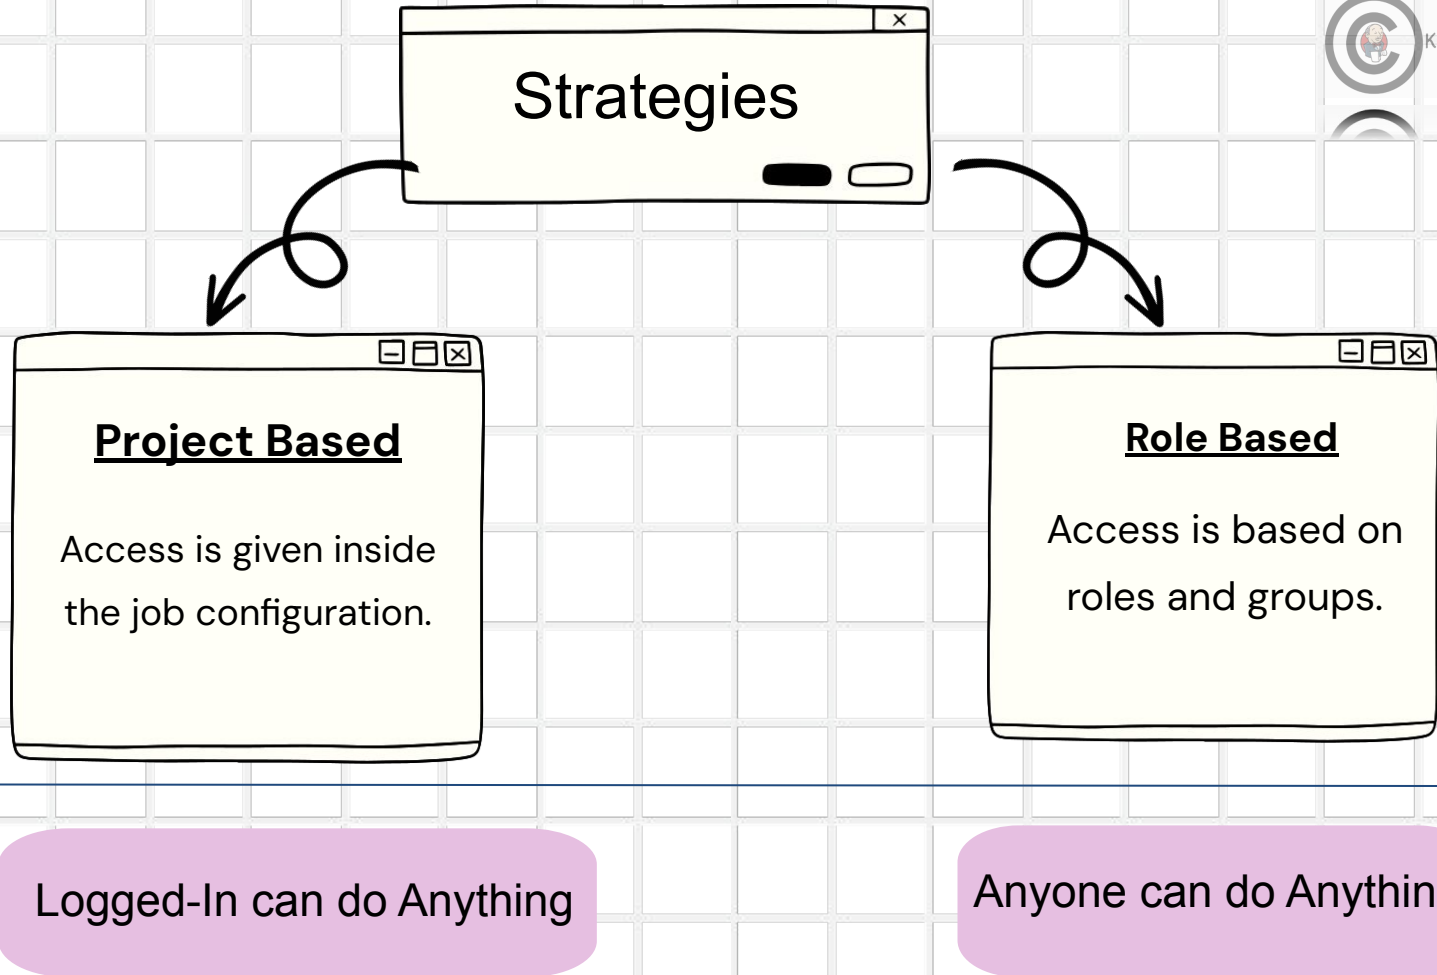 Strategies
Project Based
Access is given inside
the job configuration.
Role Based
Access is based on
roles and groups.
Logged-In can do Anything
Anyone can do Anythin